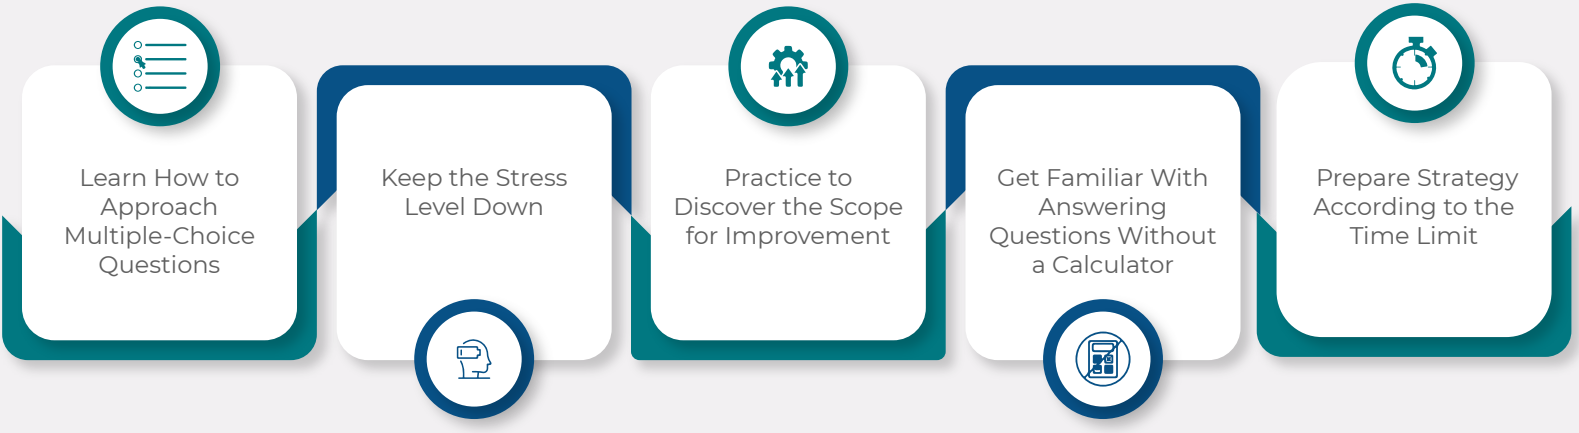 Learn How to
Approach
Multiple-Choice
Questions
Keep the Stress
Level Down
Practice to
Discover the Scope
for Improvement
Get Familiar With
Answering
Questions Without
a Calculator
Prepare Strategy
According to the
Time Limit